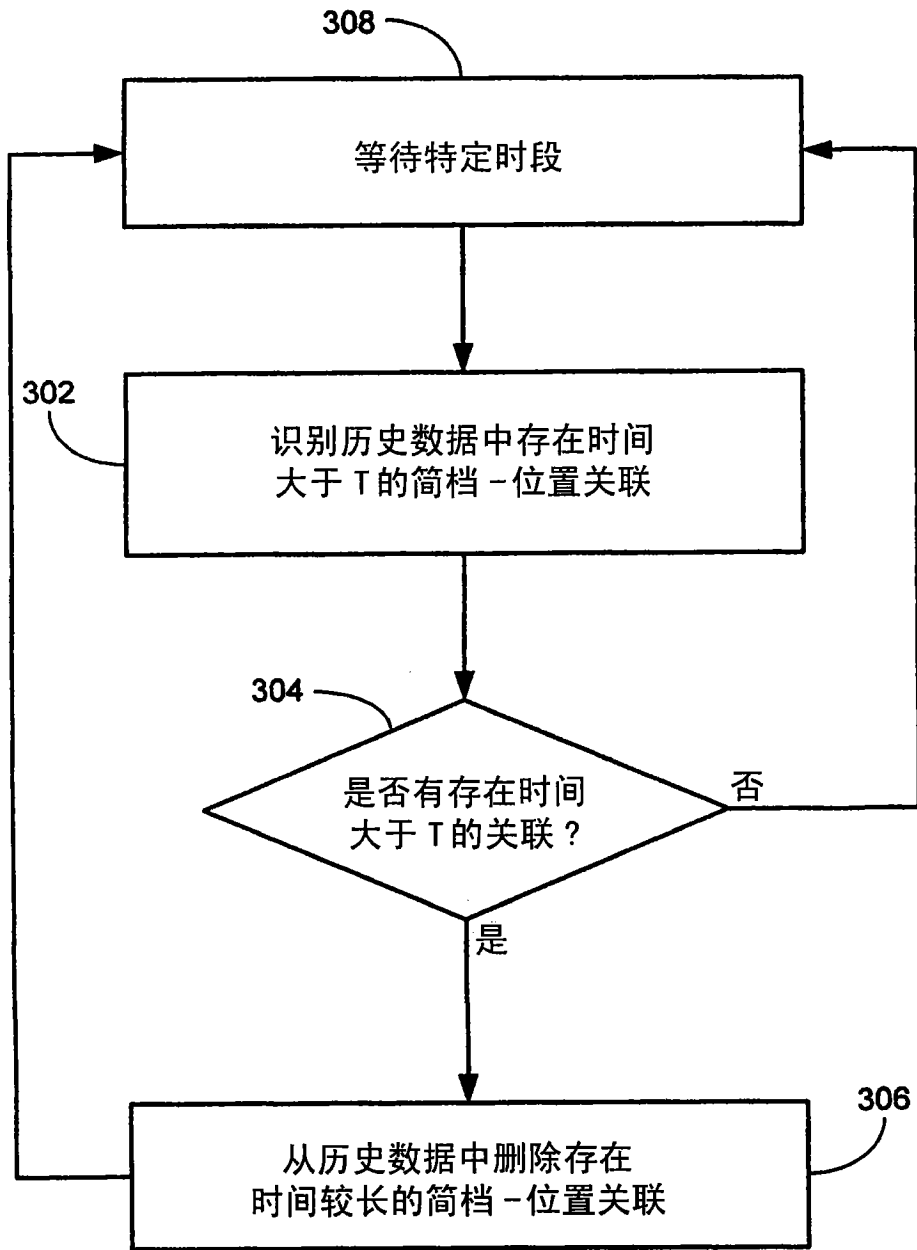 308
等待特定时段
302
识别历史数据中存在时间
大于T的简档-位置关联
304
是否有存在时间
大于T的关联?
否
是
306
从历史数据中删除存在
时间较长的简档-位置关联